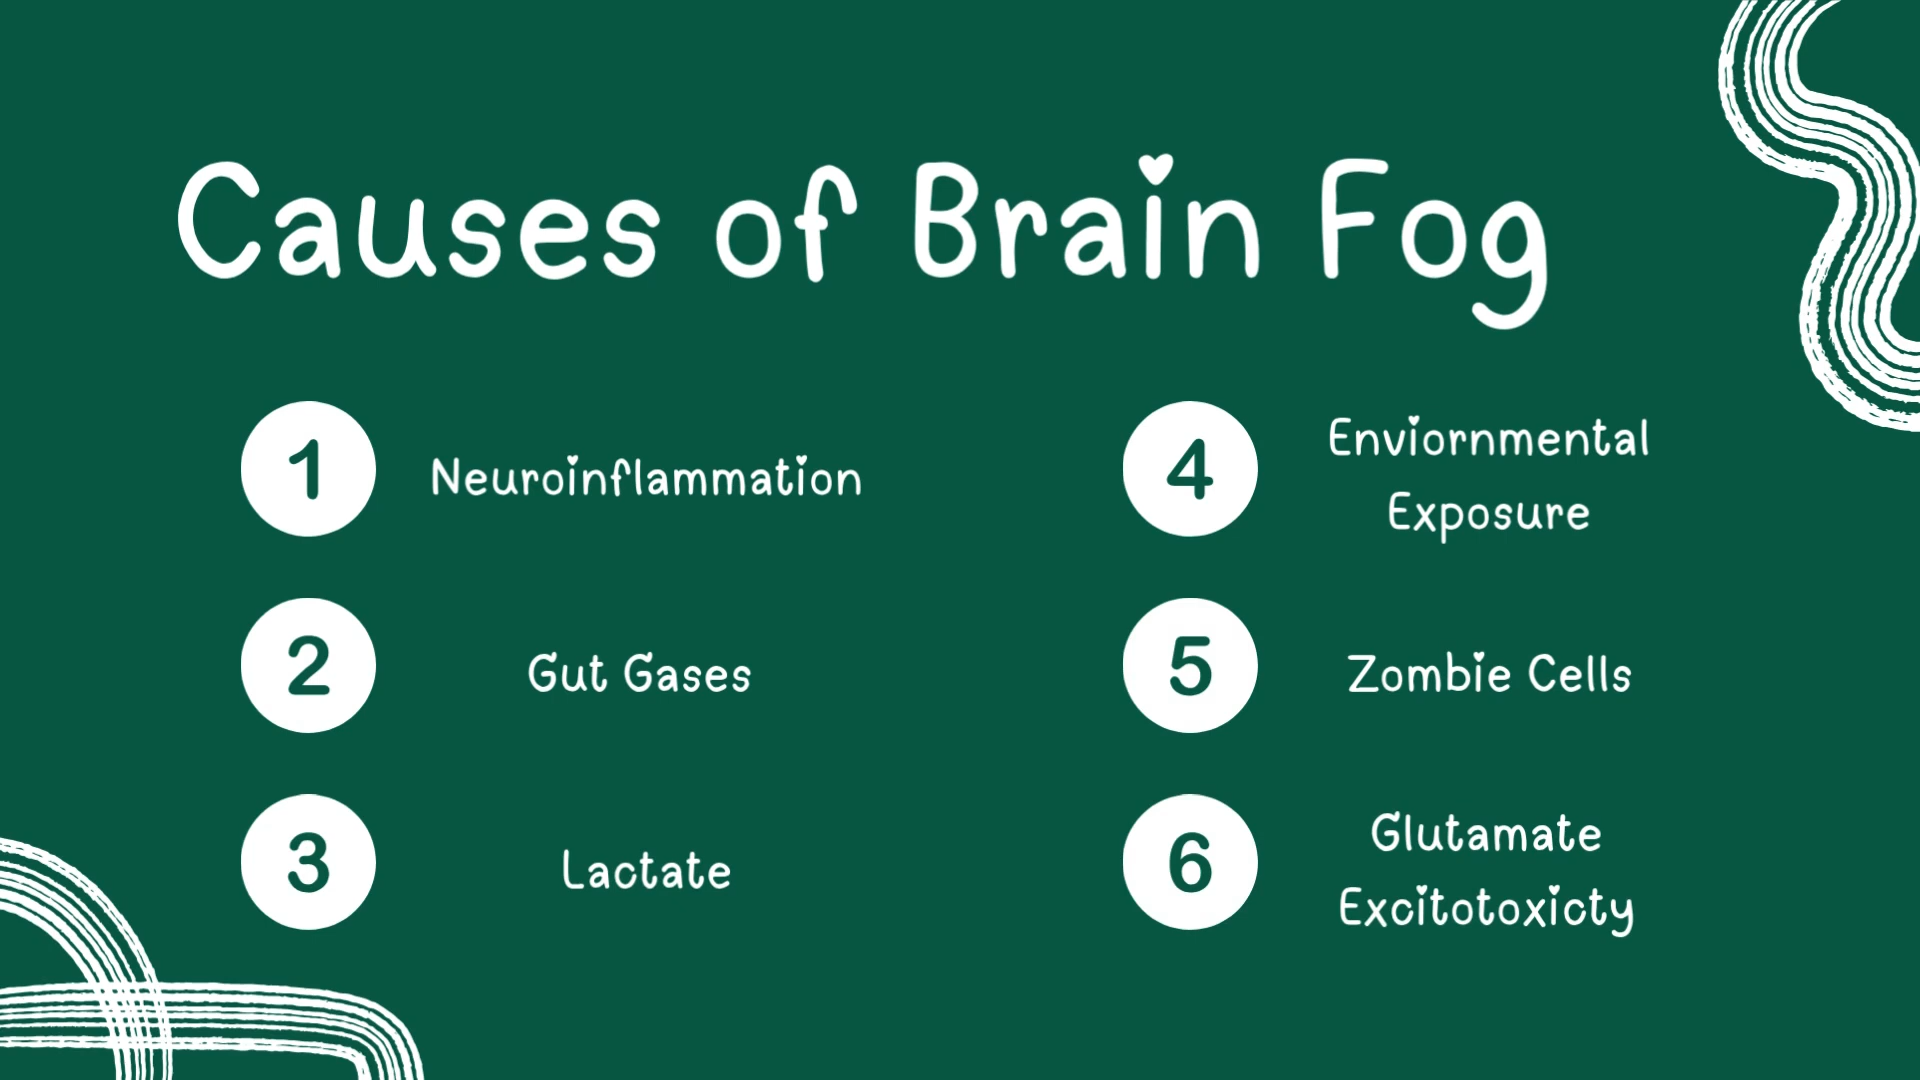 Causes of Brain Fog
1
Neuroinflammation
2
Gut Gases
3
Lactate
4
Enviornmental
Exposure
5
Zombie Cells
6
Glutamate
Excitotoxicty